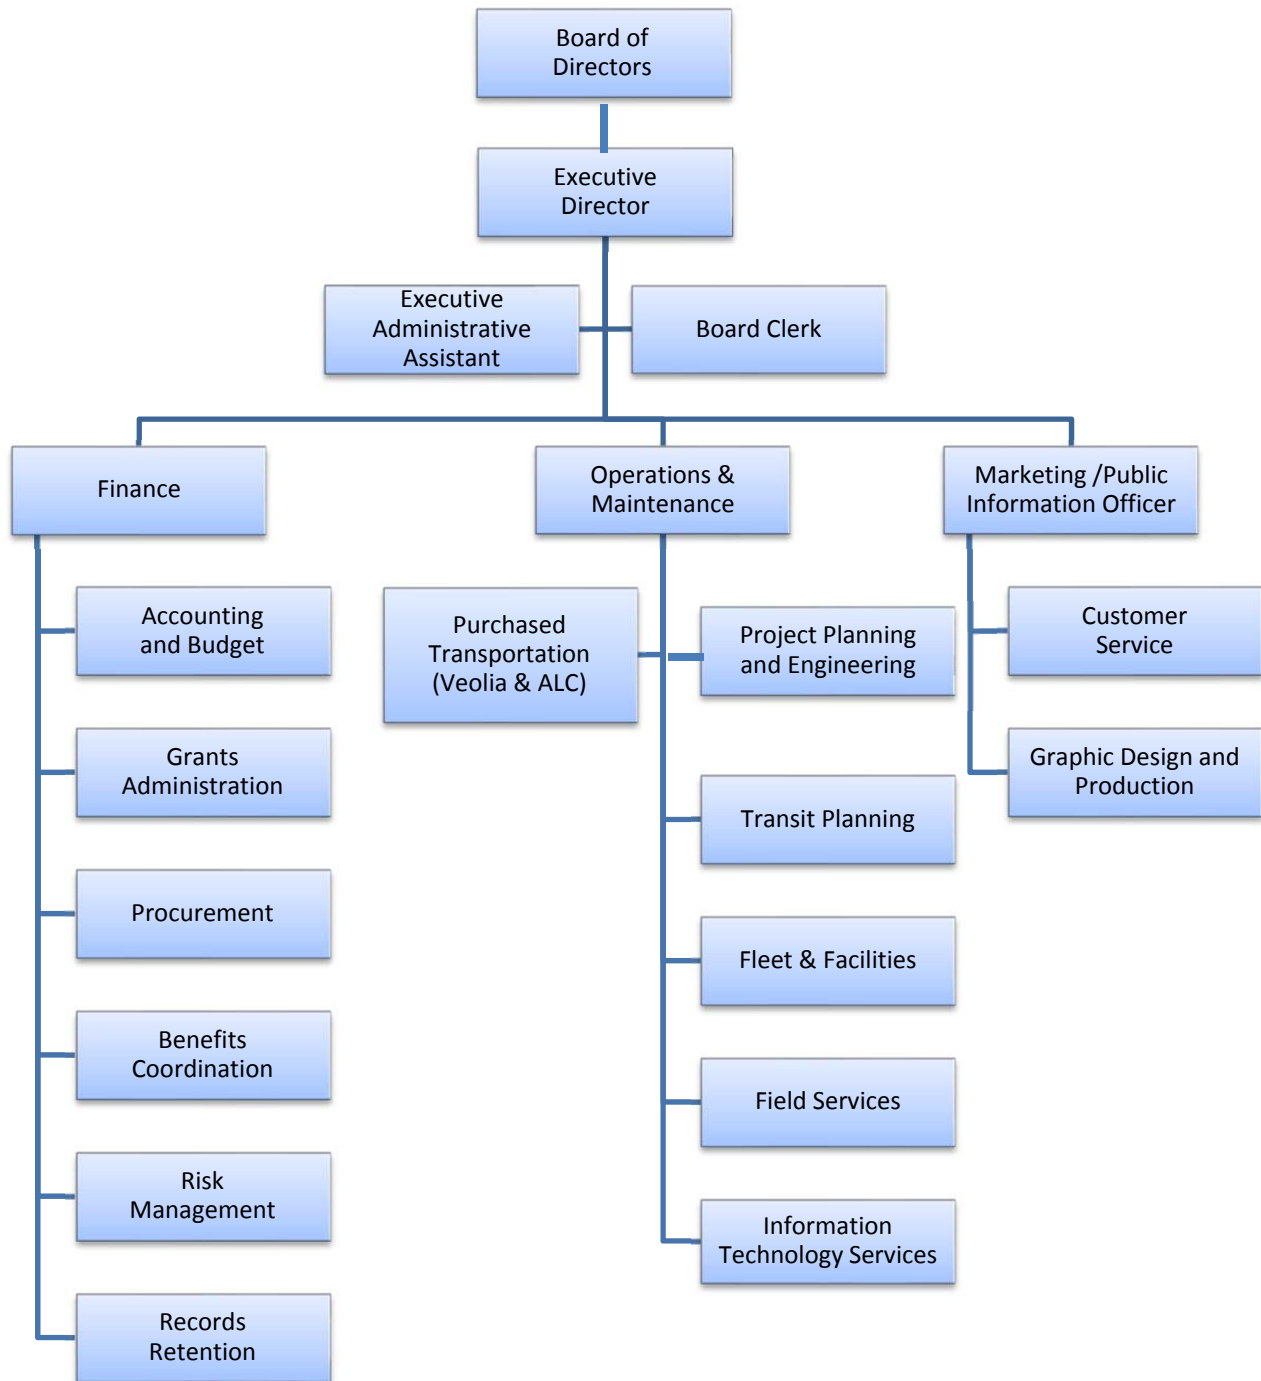 Board of
Directors
Executive
Director
Executive
Administrative
Assistant
Board Clerk
Finance
Operations &
Maintenance
Marketing /Public
Information Officer
Accounting
and Budget
Purchased
Transportation
(Veolia & ALC)
Project Planning
and Engineering
Customer
Service
Grants
Administration
Transit Planning
Graphic Design and
Production
Procurement
Fleet & Facilities
Benefits
Coordination
Field Services
Risk
Management
Information
Technology Services
Records
Retention